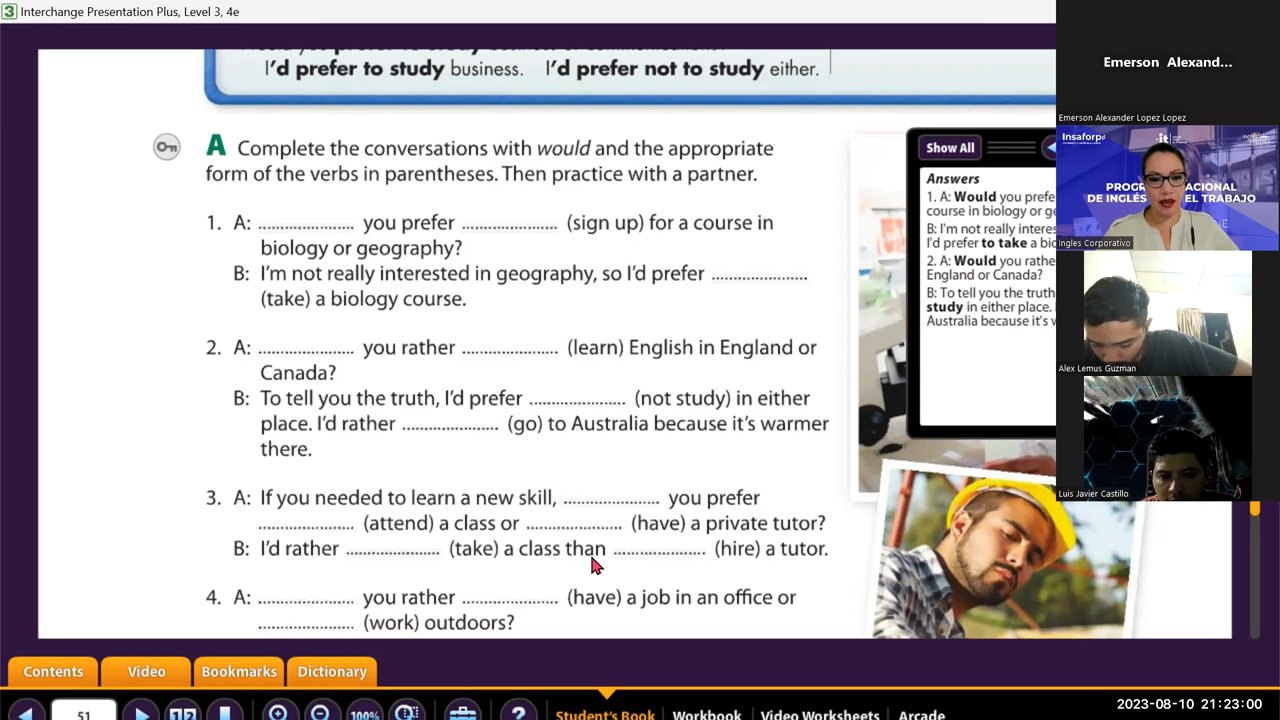 Interchange Presentation Plus, Level 3, 4e
I'd prefer to study business. I'd prefer not to study either.
A Complete the conversations with would and the appropriate
form of the verbs in parentheses. Then practice with a partner.
1. A: .................... you prefer .................... (sign up) for a course in
biology or geography?
B: I'm not really interested in geography, so I'd prefer ....................
(take) a biology course.
2. A: .................... you rather .................... (learn) English in England or
Canada?
B: To tell you the truth, I'd prefer .................... (not study) in either
place. I'd rather .................... (go) to Australia because it's warmer
there.
3. A: If you needed to learn a new skill, .................... you prefer
.................... (attend) a class or .................... (have) a private tutor?
B: I'd rather .................... (take) a class than .................... (hire) a tutor.
4. A: .................... you rather .................... (have) a job in an office or
.................... (work) outdoors?
Show All
Answers
1. A: Would you prefe
course in biology or ge
B: I'm not really interes
I'd prefer to take a bio
2. A: Would you rathe
England or Canada?
B: To tell you the truth
study in either place.
Australia because it's w
Emerson Alexand...
Emerson Alexander Lopez Lopez
Insaforp
it
PROGR NACIONAL
DE INGLÉS EL TRABAJO
Ingles Corporativo
Alex Lemus Guzman
Luis Javier Castillo
Contents
Video
Bookmarks
Dictionary
51
100%
Student's Book
Workbook
Video Worksheets
Arcade
2023-08-10 21:23:00